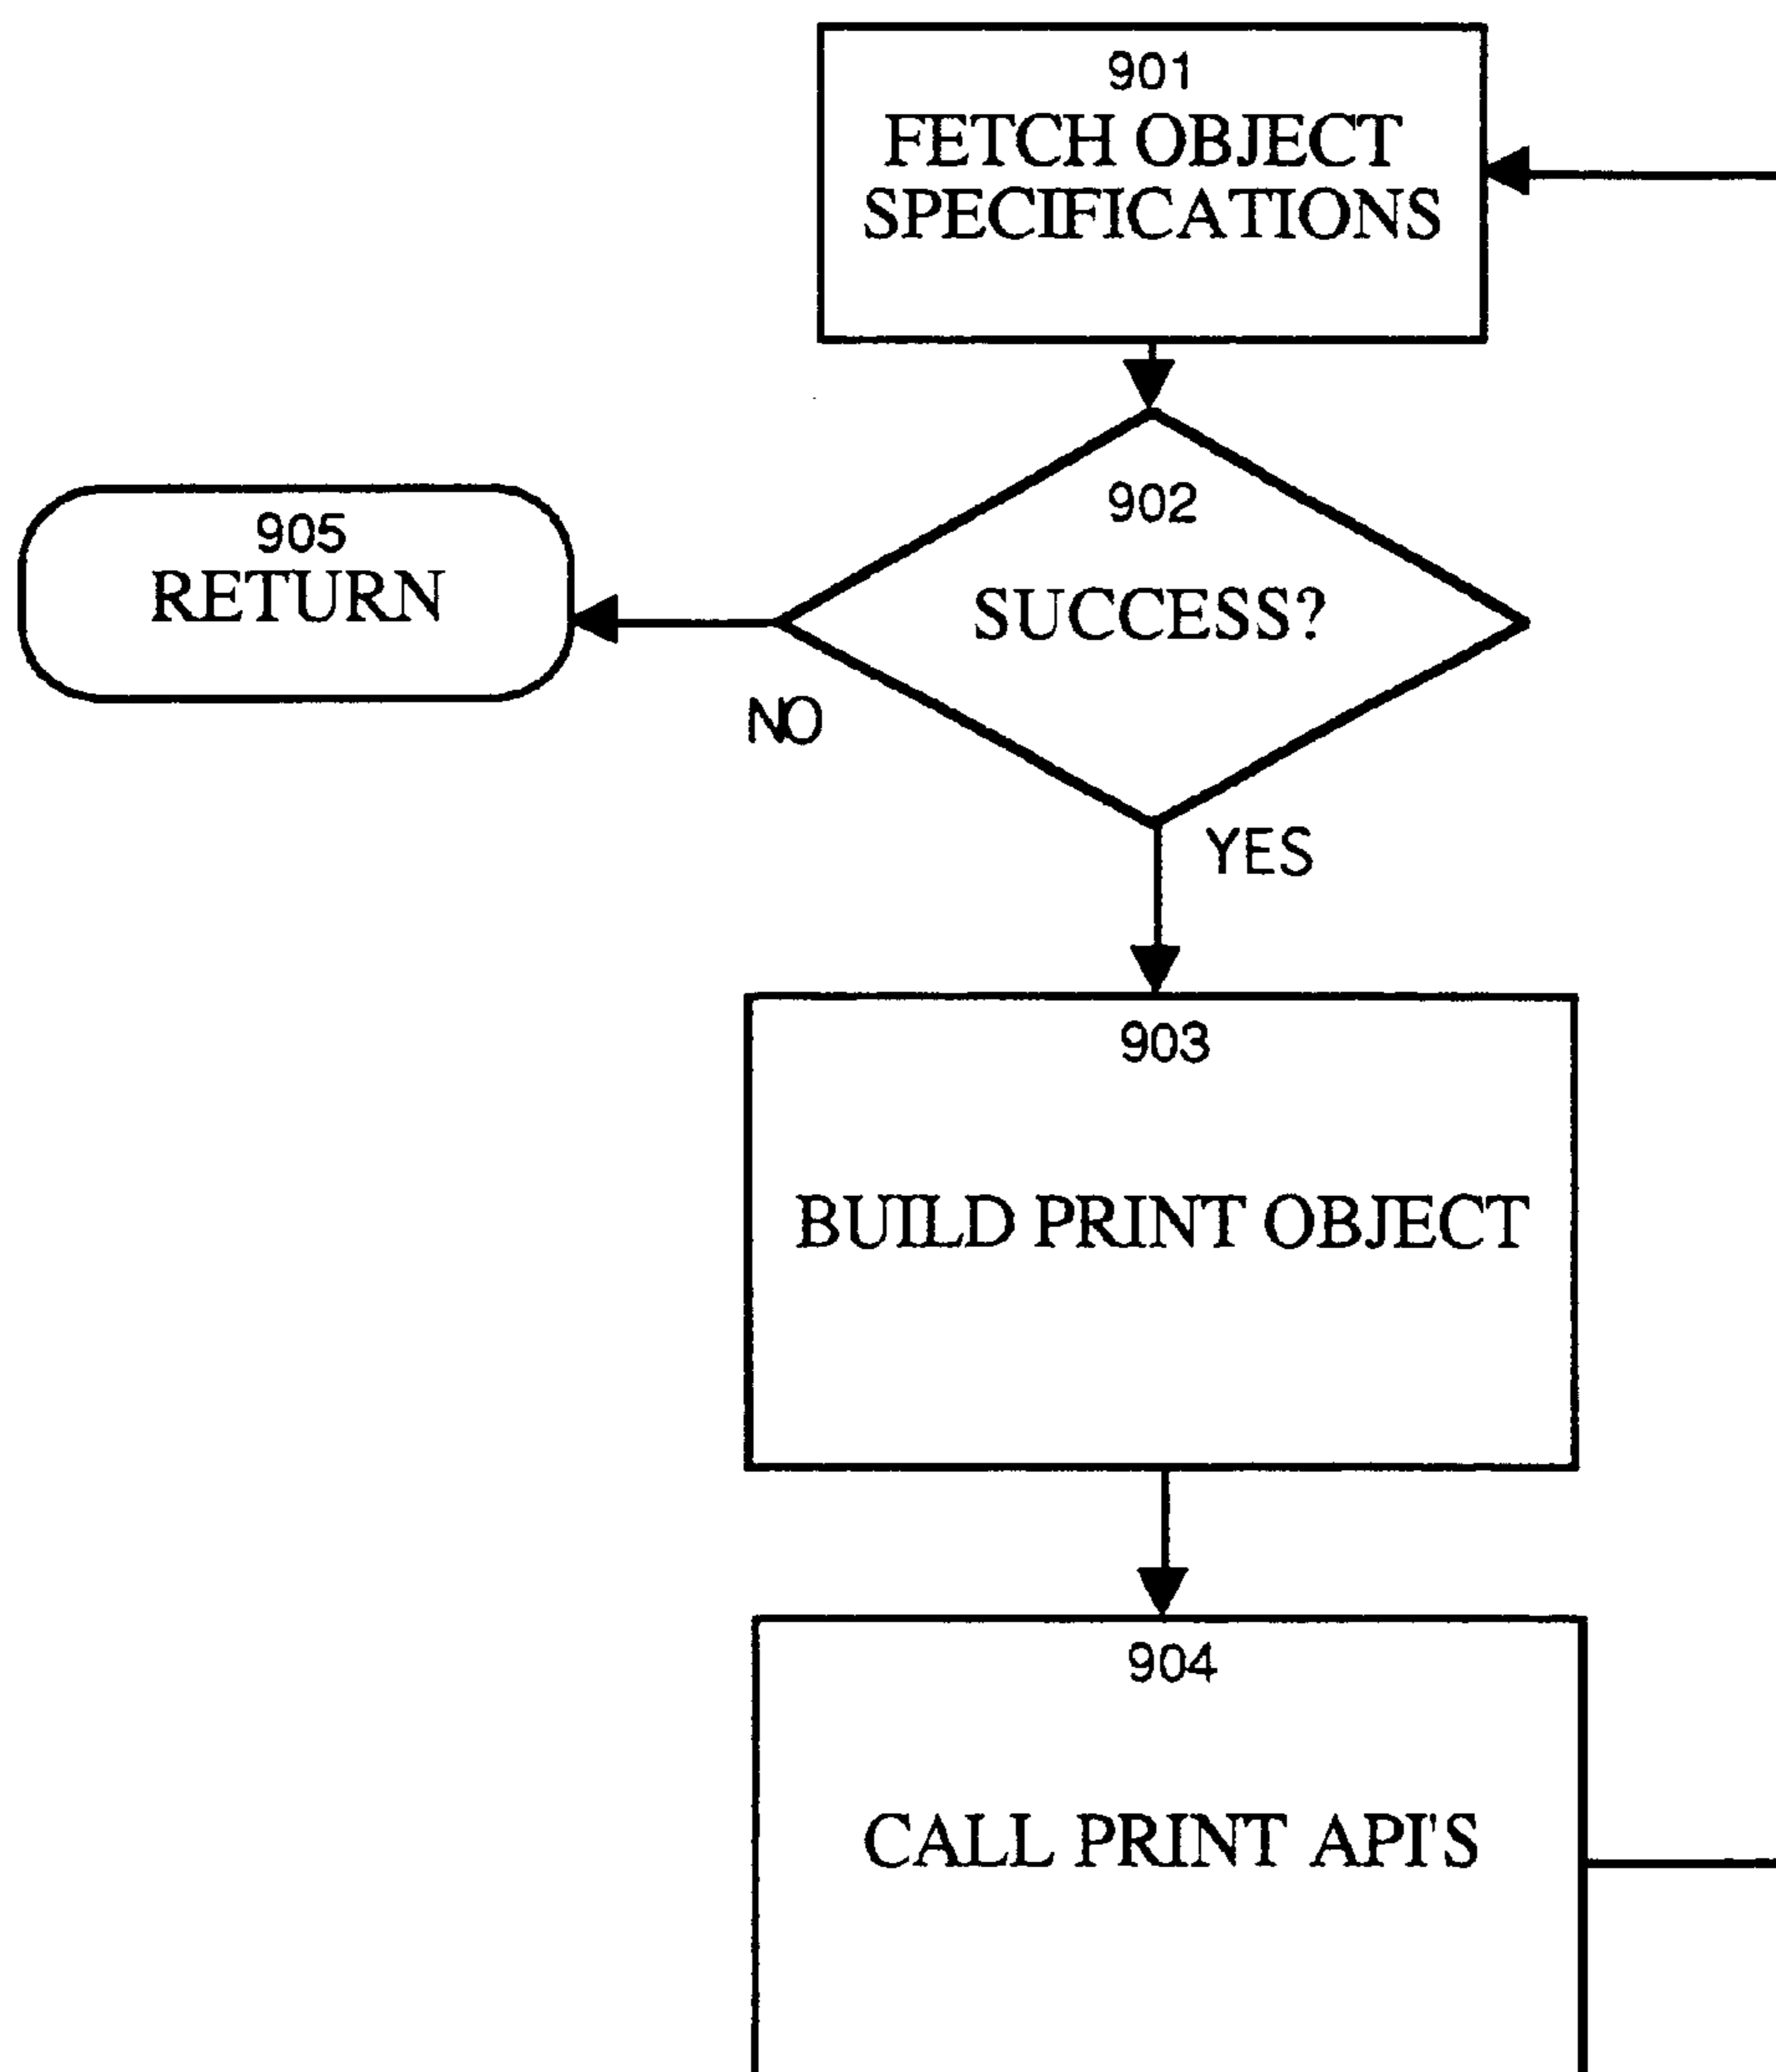 901
FETCH OBJECT
SPECIFICATIONS
902
SUCCESS?
905
RETURN
NO
YES
903
BUILD PRINT OBJECT
904
CALL PRINT API'S